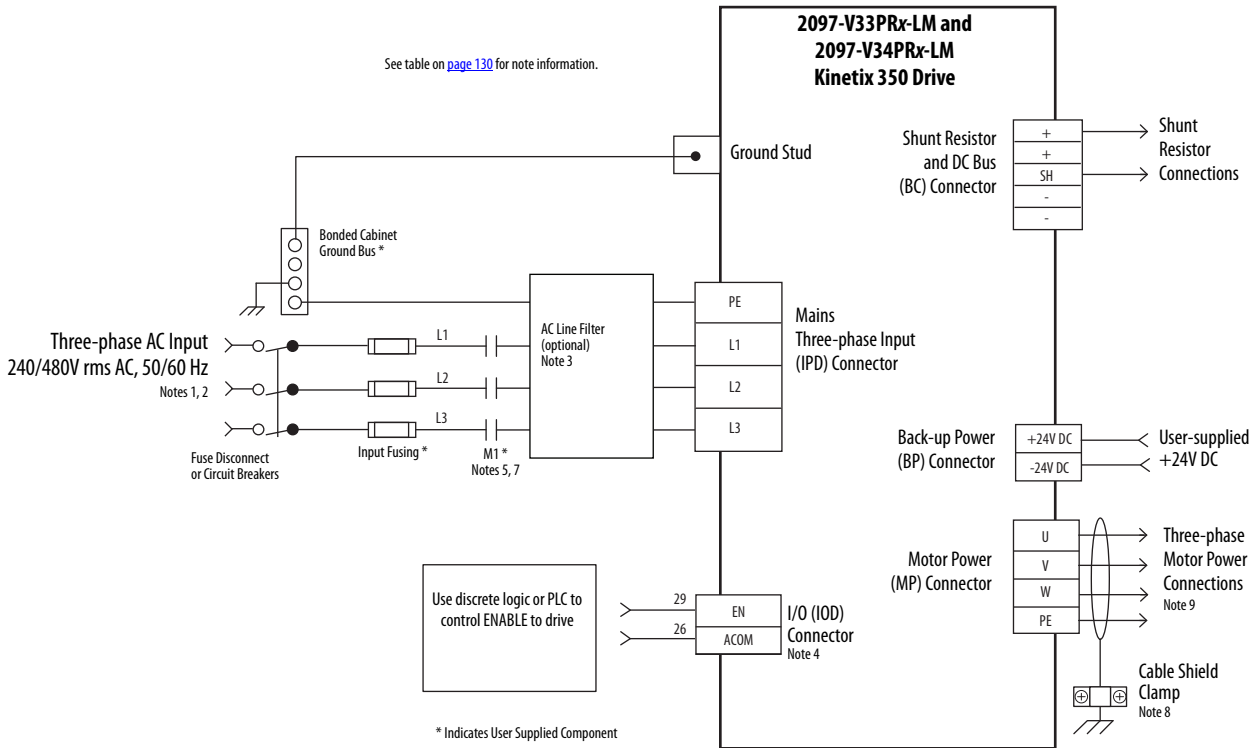 2097-V33PRx-LM and
2097-V34PRx-LM
Kinetix 350 Drive
See table on page 130 for note information.
Ground Stud
Shunt Resistor
and DC Bus
(BC) Connector
+
+
SH
-
-
Shunt
Resistor
Connections
Bonded Cabinet
Ground Bus *
Three-phase AC Input
240/480V rms AC, 50/60 Hz
Notes 1, 2
L1
L2
L3
Fuse Disconnect
or Circuit Breakers
Input Fusing *
M1 *
Notes 5, 7
AC Line Filter
(optional)
Note 3
PE
L1
L2
L3
Mains
Three-phase Input
(IPD) Connector
Back-up Power
(BP) Connector
+24V DC
-24V DC
User-supplied
+24V DC
Motor Power
(MP) Connector
U
V
W
PE
Three-phase
Motor Power
Connections
Note 9
Use discrete logic or PLC to
control ENABLE to drive
29
26
EN
ACOM
I/O (IOD)
Connector
Note 4
Cable Shield
Clamp
Note 8
* Indicates User Supplied Component